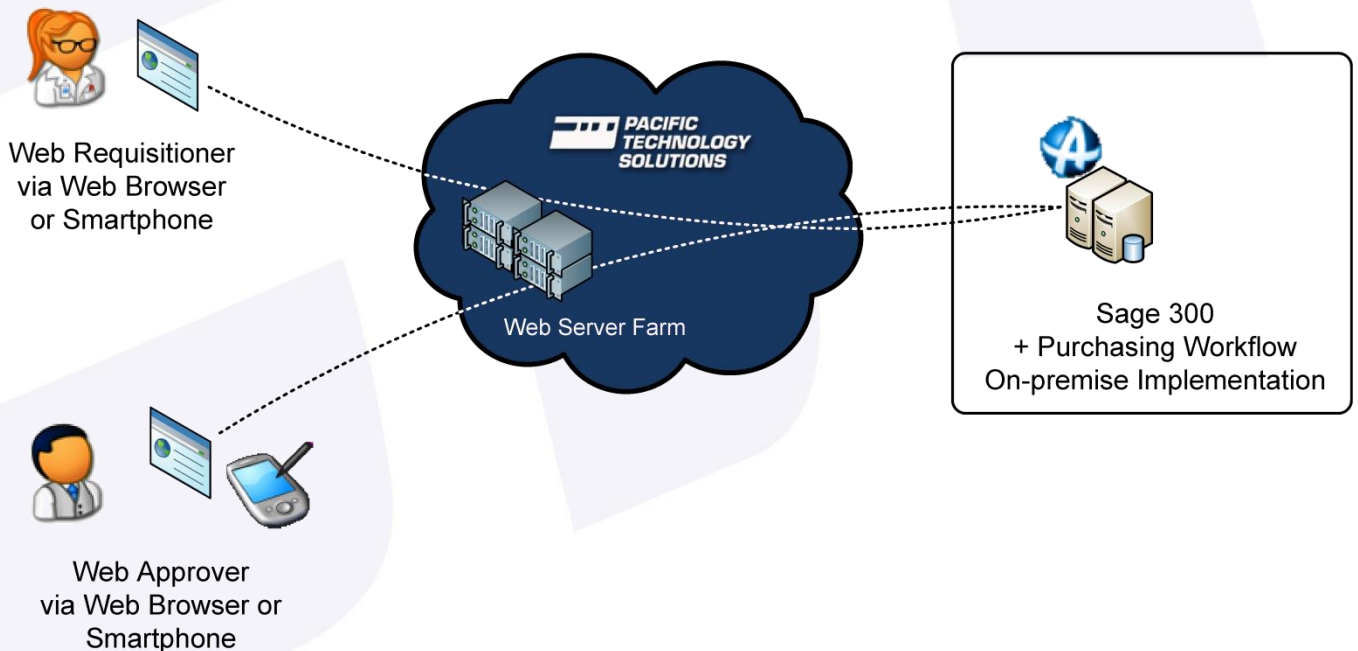 Web Requisitioner
via Web Browser
or Smartphone
PACIFIC
TECHNOLOGY
SOLUTIONS
Web Server Farm
Sage 300
+ Purchasing Workflow
On-premise Implementation
Web Approver
via Web Browser or
Smartphone